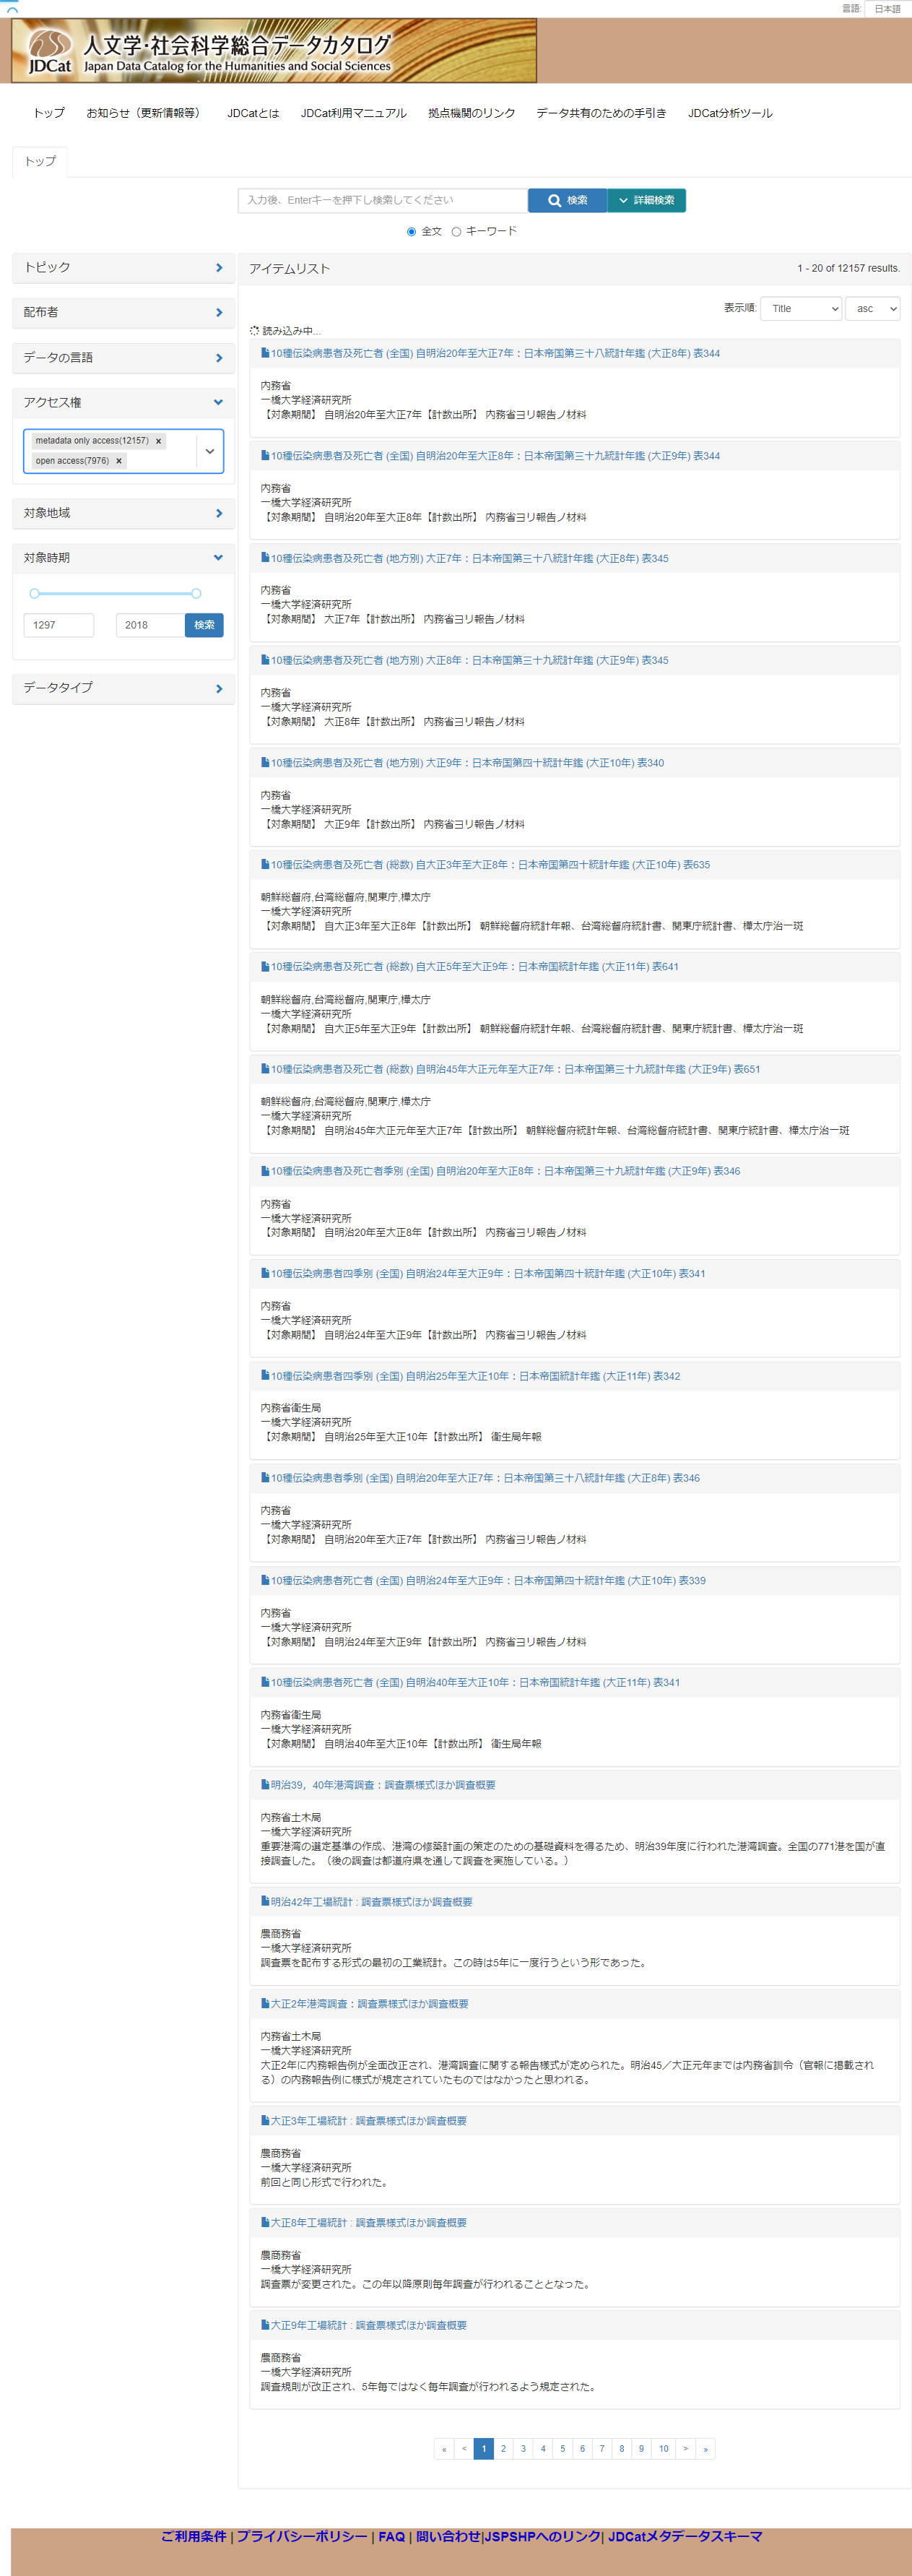 言語: 日本語
JDCat 人文学・社会科学総合データカタログ
Japan Data Catalog for the Humanities and Social Sciences
トップ お知らせ（更新情報等） JDCatとは JDCat利用マニュアル 拠点機関のリンク データ共有のための手引き JDCat分析ツール
トップ
入力後、Enterキーを押下し検索してください 検索 詳細検索
全文 キーワード
トピック
配布者
データの言語
アクセス権
metadata only access(12157) ×
open access(7976) ×
対象地域
対象時期
1297 2018 検索
データタイプ
アイテムリスト 1 - 20 of 12157 results.
表示順: Title asc
読み込み中...
10種伝染病患者及死亡者 (全国) 自明治20年至大正7年：日本帝国第三十八統計年鑑 (大正8年) 表344
内務省
一橋大学経済研究所
【対象期間】 自明治20年至大正7年【計数出所】 内務省ヨリ報告ノ材料
10種伝染病患者及死亡者 (全国) 自明治20年至大正8年：日本帝国第三十九統計年鑑 (大正9年) 表344
内務省
一橋大学経済研究所
【対象期間】 自明治20年至大正8年【計数出所】 内務省ヨリ報告ノ材料
10種伝染病患者及死亡者 (地方別) 大正7年：日本帝国第三十八統計年鑑 (大正8年) 表345
内務省
一橋大学経済研究所
【対象期間】 大正7年【計数出所】 内務省ヨリ報告ノ材料
10種伝染病患者及死亡者 (地方別) 大正8年：日本帝国第三十九統計年鑑 (大正9年) 表345
内務省
一橋大学経済研究所
【対象期間】 大正8年【計数出所】 内務省ヨリ報告ノ材料
10種伝染病患者及死亡者 (地方別) 大正9年：日本帝国第四十統計年鑑 (大正10年) 表340
内務省
一橋大学経済研究所
【対象期間】 大正9年【計数出所】 内務省ヨリ報告ノ材料
10種伝染病患者及死亡者 (総数) 自大正3年至大正8年：日本帝国第四十統計年鑑 (大正10年) 表635
朝鮮総督府,台湾総督府,関東庁,樺太庁
一橋大学経済研究所
【対象期間】 自大正3年至大正8年【計数出所】 朝鮮総督府統計年報、台湾総督府統計書、関東庁統計書、樺太庁治一斑
10種伝染病患者及死亡者 (総数) 自大正5年至大正9年：日本帝国統計年鑑 (大正11年) 表641
朝鮮総督府,台湾総督府,関東庁,樺太庁
一橋大学経済研究所
【対象期間】 自大正5年至大正9年【計数出所】 朝鮮総督府統計年報、台湾総督府統計書、関東庁統計書、樺太庁治一斑
10種伝染病患者及死亡者 (総数) 自明治45年大正元年至大正7年：日本帝国第三十九統計年鑑 (大正9年) 表651
朝鮮総督府,台湾総督府,関東庁,樺太庁
一橋大学経済研究所
【対象期間】 自明治45年大正元年至大正7年【計数出所】 朝鮮総督府統計年報、台湾総督府統計書、関東庁統計書、樺太庁治一斑
10種伝染病患者及死亡者季別 (全国) 自明治20年至大正8年：日本帝国第三十九統計年鑑 (大正9年) 表346
内務省
一橋大学経済研究所
【対象期間】 自明治20年至大正8年【計数出所】 内務省ヨリ報告ノ材料
10種伝染病患者四季別 (全国) 自明治24年至大正9年：日本帝国第四十統計年鑑 (大正10年) 表341
内務省
一橋大学経済研究所
【対象期間】 自明治24年至大正9年【計数出所】 内務省ヨリ報告ノ材料
10種伝染病患者四季別 (全国) 自明治25年至大正10年：日本帝国統計年鑑 (大正11年) 表342
内務省衛生局
一橋大学経済研究所
【対象期間】 自明治25年至大正10年【計数出所】 衛生局年報
10種伝染病患者季別 (全国) 自明治20年至大正7年：日本帝国第三十八統計年鑑 (大正8年) 表346
内務省
一橋大学経済研究所
【対象期間】 自明治20年至大正7年【計数出所】 内務省ヨリ報告ノ材料
10種伝染病患者死亡者 (全国) 自明治24年至大正9年：日本帝国第四十統計年鑑 (大正10年) 表339
内務省
一橋大学経済研究所
【対象期間】 自明治24年至大正9年【計数出所】 内務省ヨリ報告ノ材料
10種伝染病患者死亡者 (全国) 自明治40年至大正10年：日本帝国統計年鑑 (大正11年) 表341
内務省衛生局
一橋大学経済研究所
【対象期間】 自明治40年至大正10年【計数出所】 衛生局年報
明治39，40年港湾調査：調査票様式ほか調査概要
内務省土木局
一橋大学経済研究所
重要港湾の選定基準の作成、港湾の修築計画の策定のための基礎資料を得るため、明治39年度に行われた港湾調査。全国の771港を国が直
接調査した。（後の調査は都道府県を通して調査を実施している。）
明治42年工場統計 : 調査票様式ほか調査概要
農商務省
一橋大学経済研究所
調査票を配布する形式の最初の工業統計。この時は5年に一度行うという形であった。
大正2年港湾調査：調査票様式ほか調査概要
内務省土木局
一橋大学経済研究所
大正2年に内務報告例が全面改正され、港湾調査に関する報告様式が定められた。明治45／大正元年までは内務省訓令（官報に掲載され
る）の内務報告例に様式が規定されていたものではなかったと思われる。
大正3年工場統計 : 調査票様式ほか調査概要
農商務省
一橋大学経済研究所
前回と同じ形式で行われた。
大正8年工場統計 : 調査票様式ほか調査概要
農商務省
一橋大学経済研究所
調査票が変更された。この年以降原則毎年調査が行われることとなった。
大正9年工場統計 : 調査票様式ほか調査概要
農商務省
一橋大学経済研究所
調査規則が改正され、5年毎ではなく毎年調査が行われるよう規定された。
« < 1 2 3 4 5 6 7 8 9 10 > »
ご利用条件 | プライバシーポリシー | FAQ | 問い合わせ|JSPSHPへのリンク| JDCatメタデータスキーマ